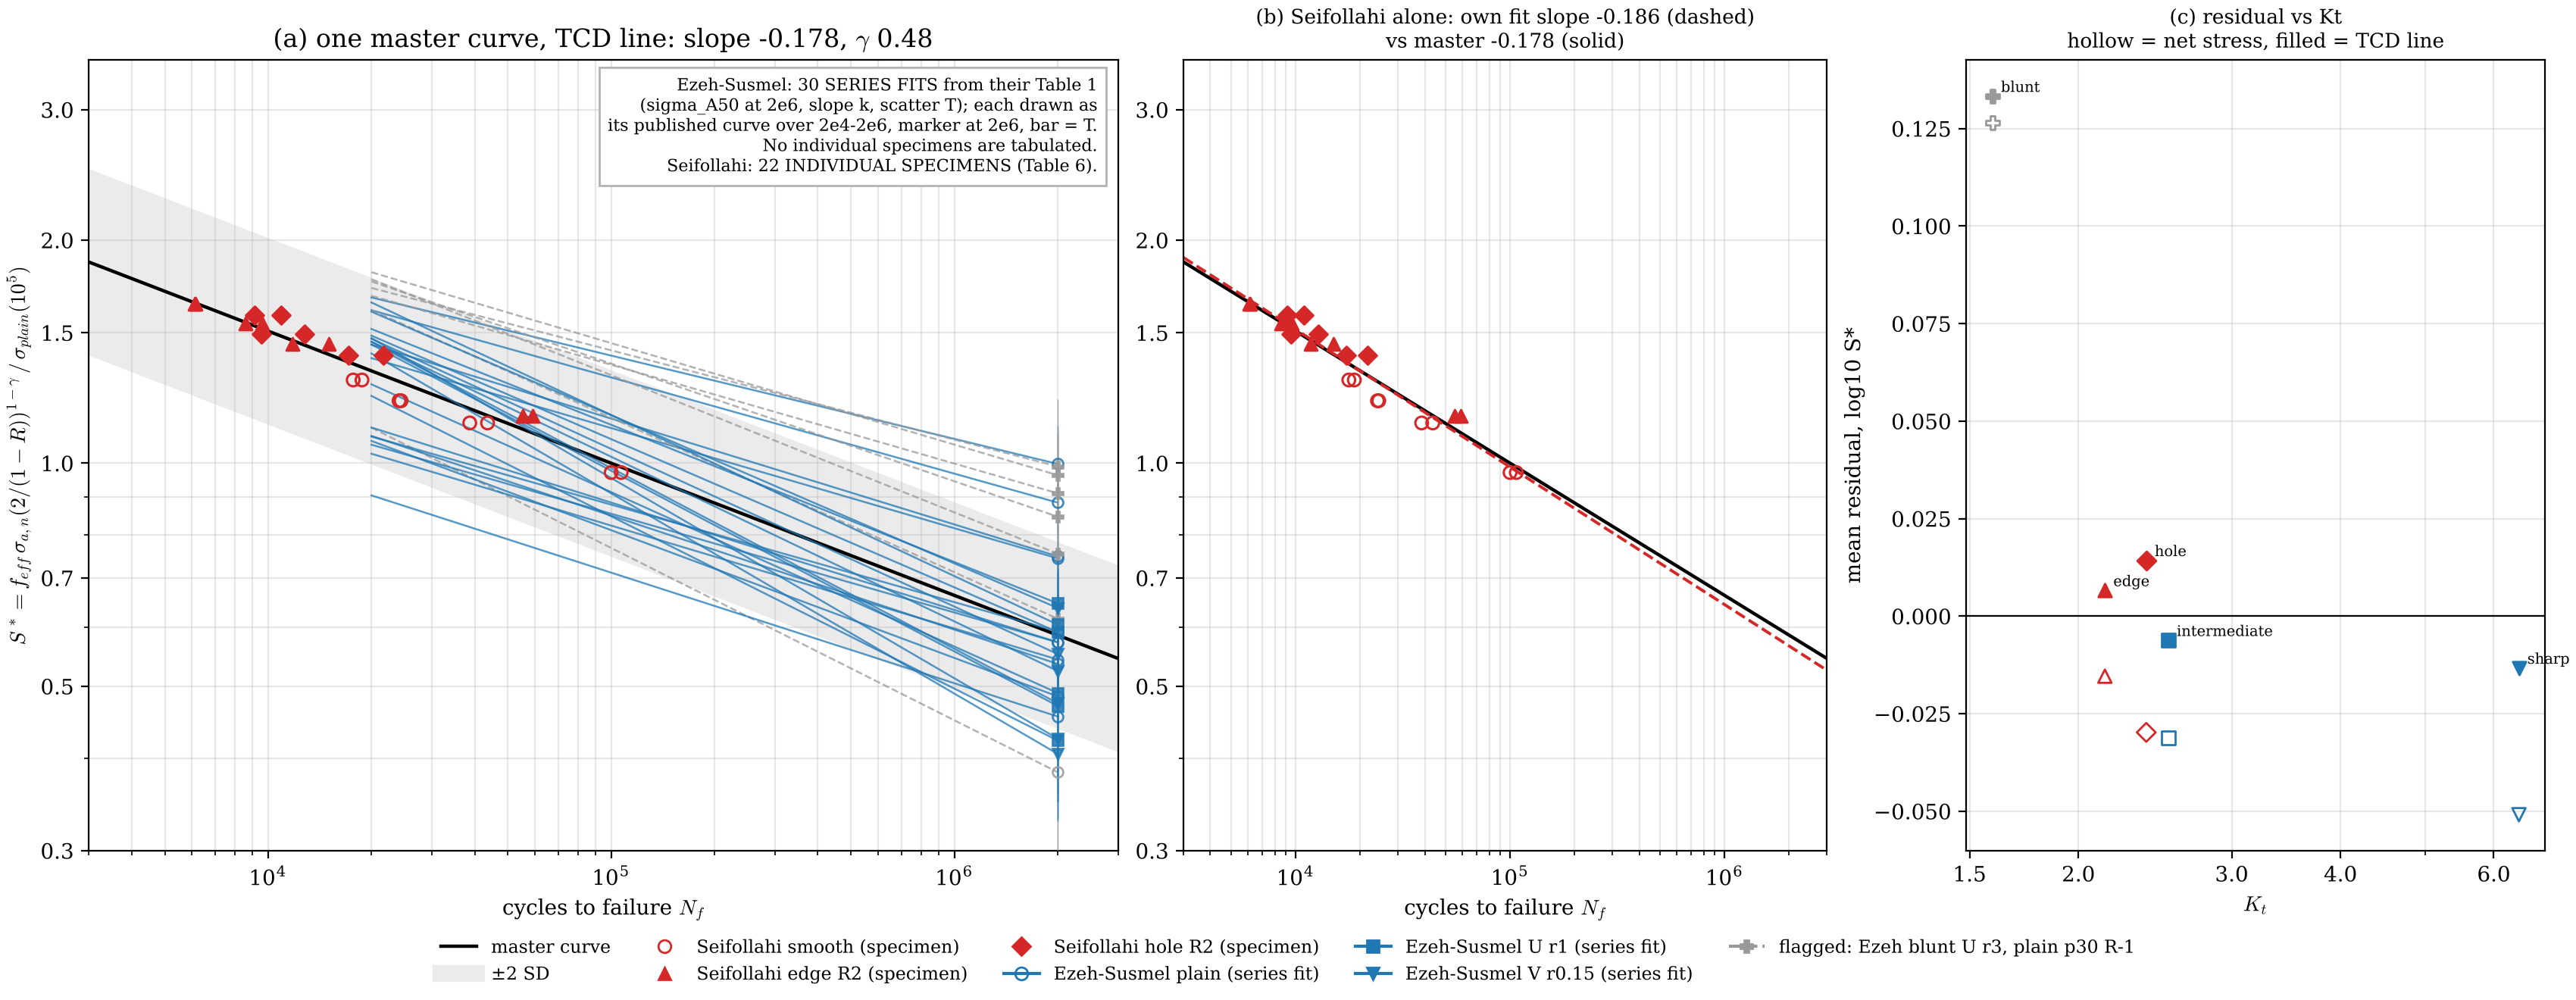 (a) one master curve, TCD line: slope -0.178, γ 0.48
Ezeh-Susmel: 30 SERIES FITS from their Table 1
(sigma_A50 at 2e6, slope k, scatter T); each drawn as
its published curve over 2e4-2e6, marker at 2e6, bar = T.
No individual specimens are tabulated.
Seifollahi: 22 INDIVIDUAL SPECIMENS (Table 6).
S* = f_eff σ_a,n (2/(1 − R))^{1−γ} / σ_plain(10^5)
3.0
2.0
1.5
1.0
0.7
0.5
0.3
10^4
10^5
10^6
cycles to failure N_f
(b) Seifollahi alone: own fit slope -0.186 (dashed)
vs master -0.178 (solid)
3.0
2.0
1.5
1.0
0.7
0.5
0.3
10^4
10^5
10^6
cycles to failure N_f
(c) residual vs Kt
hollow = net stress, filled = TCD line
mean residual, log10 S*
0.125
0.100
0.075
0.050
0.025
0.000
−0.025
−0.050
blunt
hole
edge
intermediate
sharp
1.5
2.0
3.0
4.0
6.0
K_t
master curve
±2 SD
Seifollahi smooth (specimen)
Seifollahi edge R2 (specimen)
Seifollahi hole R2 (specimen)
Ezeh-Susmel plain (series fit)
Ezeh-Susmel U r1 (series fit)
Ezeh-Susmel V r0.15 (series fit)
flagged: Ezeh blunt U r3, plain p30 R-1